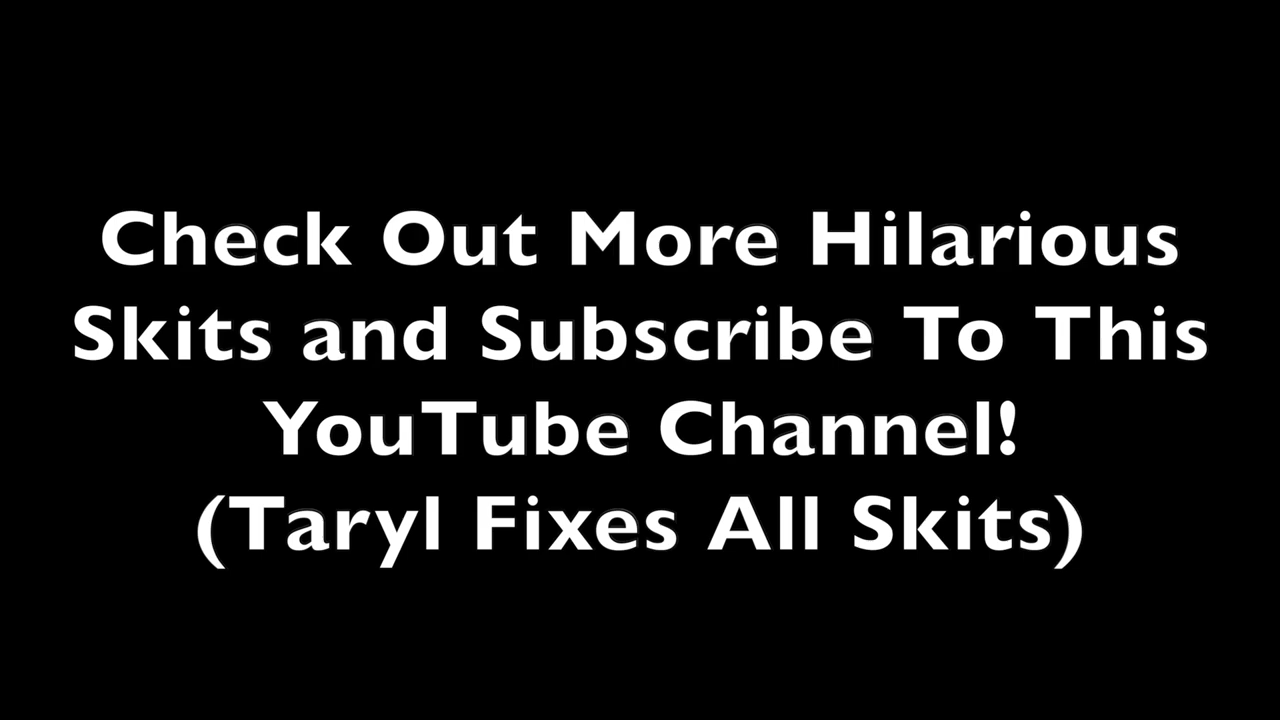 Check Out More Hilarious
Skits and Subscribe To This
YouTube Channel!
(Taryl Fixes All Skits)